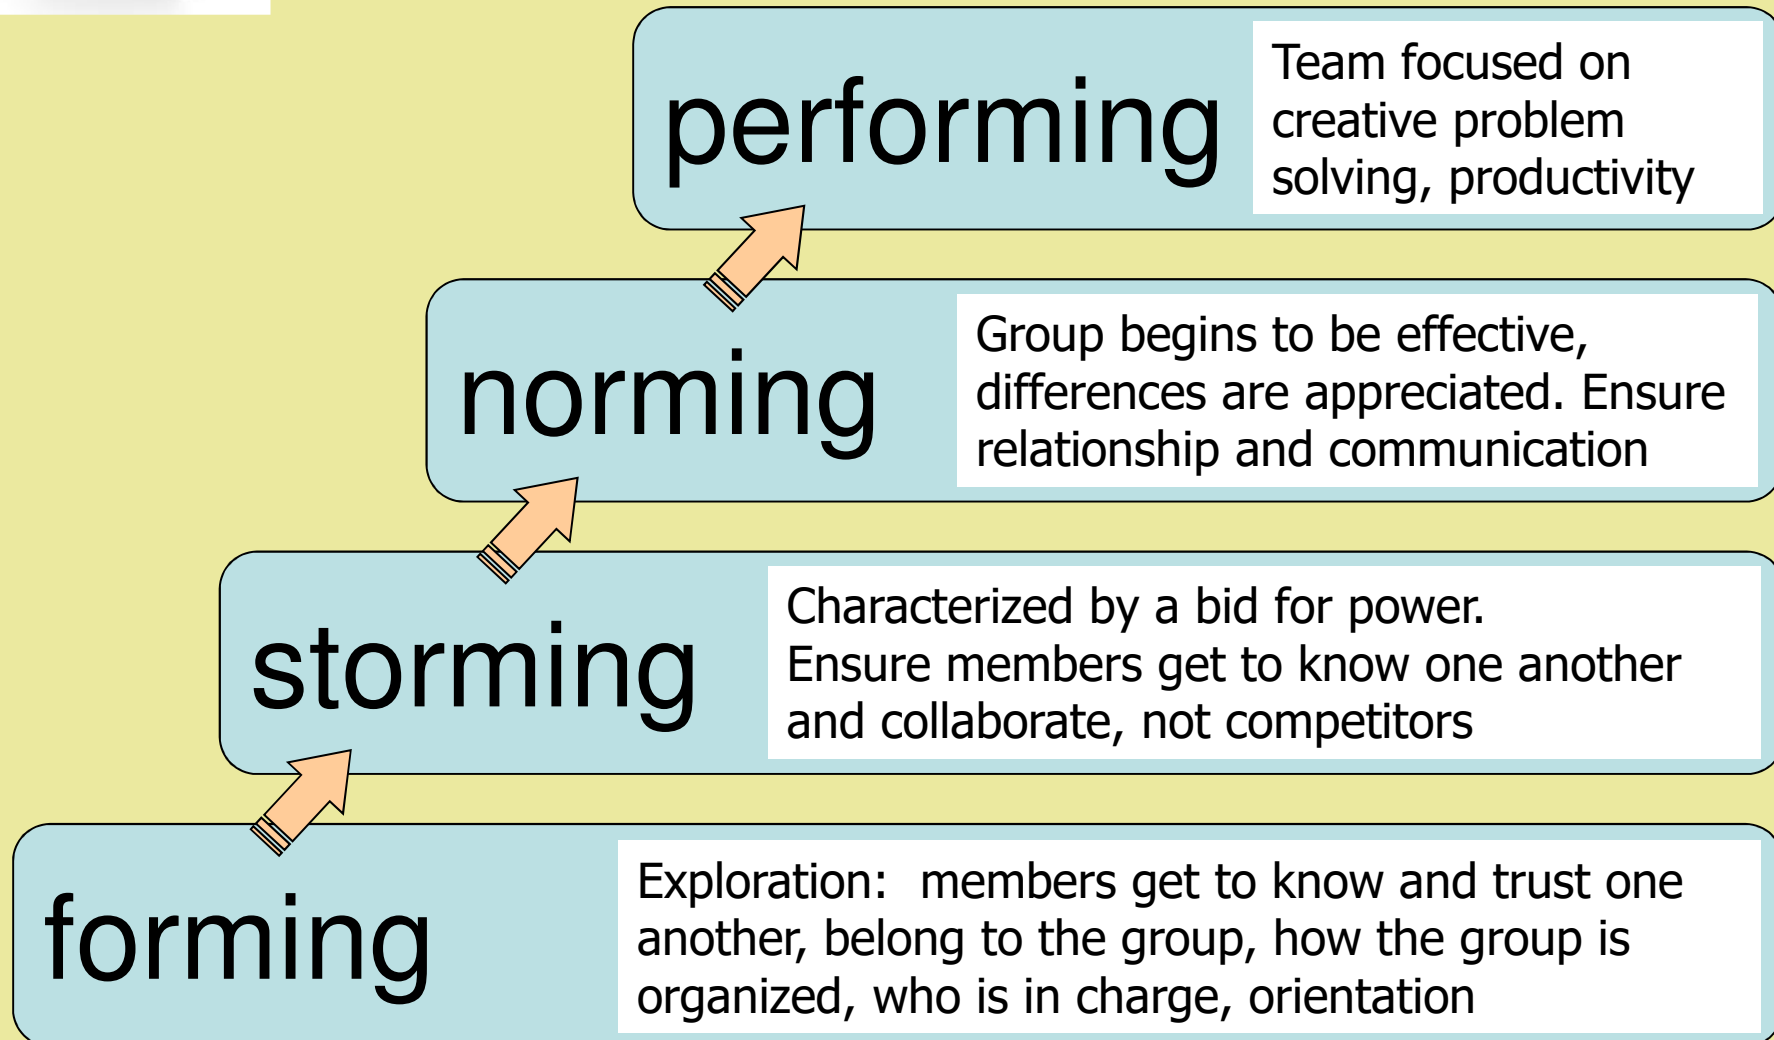 performing
Team focused on
creative problem
solving, productivity
norming
Group begins to be effective,
differences are appreciated. Ensure
relationship and communication
storming
Characterized by a bid for power.
Ensure members get to know one another
and collaborate, not competitors
forming
Exploration:  members get to know and trust one
another, belong to the group, how the group is
organized, who is in charge, orientation